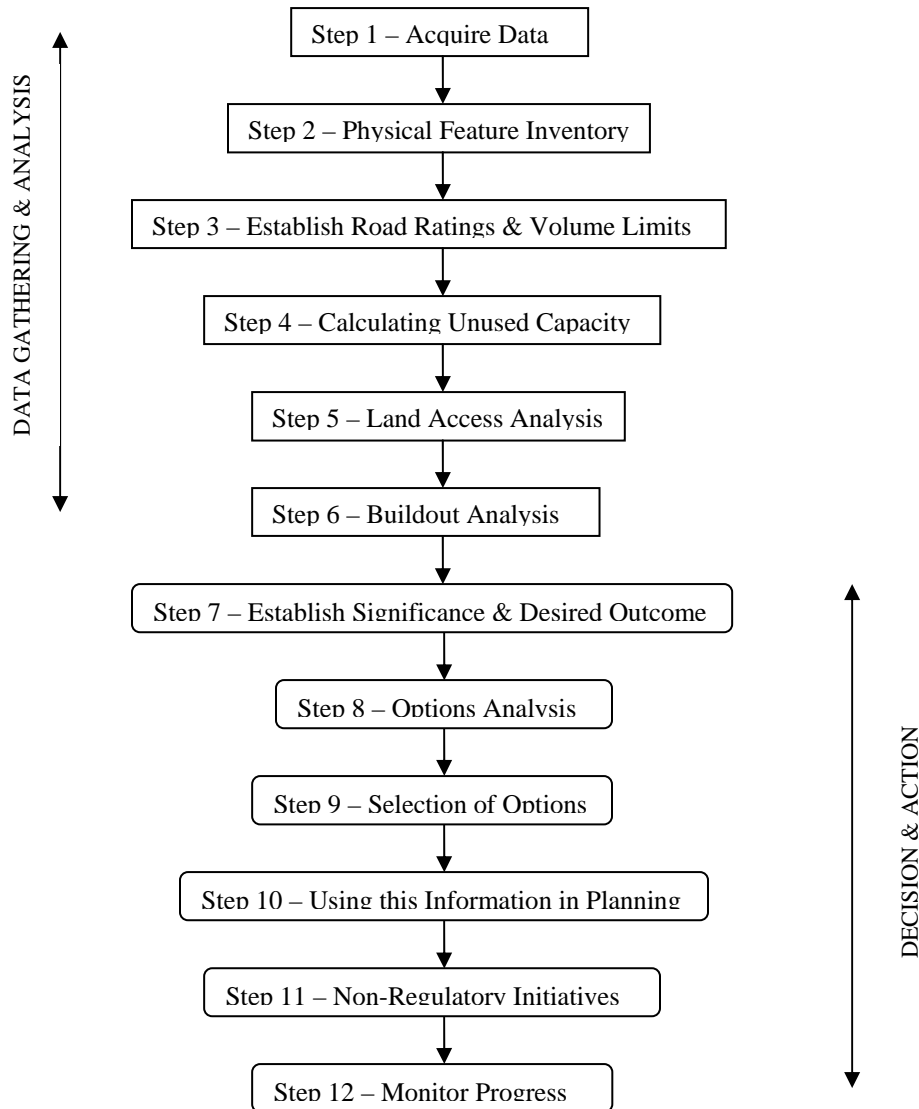 Step 1 – Acquire Data
DATA GATHERING & ANALYSIS
Step 2 – Physical Feature Inventory
Step 3 – Establish Road Ratings & Volume Limits
Step 4 – Calculating Unused Capacity
Step 5 – Land Access Analysis
Step 6 – Buildout Analysis
Step 7 – Establish Significance & Desired Outcome
Step 8 – Options Analysis
Step 9 – Selection of Options
DECISION & ACTION
Step 10 – Using this Information in Planning
Step 11 – Non-Regulatory Initiatives
Step 12 – Monitor Progress